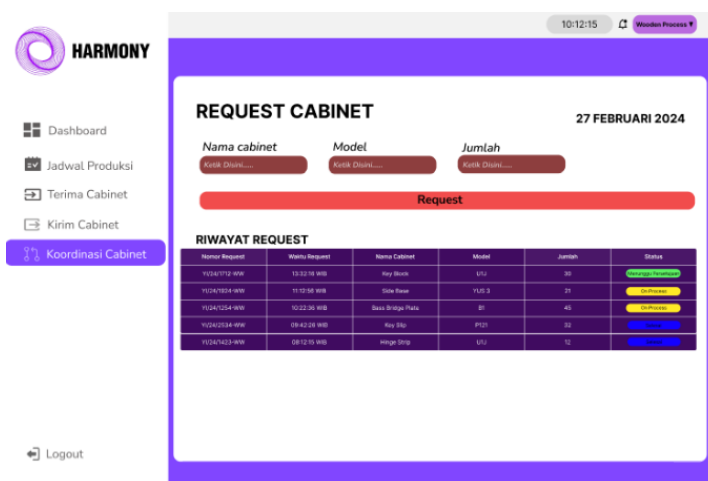 10:12:15
Wooden Process
HARMONY
REQUEST CABINET
27 FEBRUARI 2024
Dashboard
Jadwal Produksi
Terima Cabinet
Kirim Cabinet
Koordinasi Cabinet
Logout
Nama cabinet Model Jumlah
Ketik Disini..... Ketik Disini..... Ketik Disini.....
Request
RIWAYAT REQUEST
Nomor Request Waktu Request Nama Cabinet Model Jumlah Status
YI/24/1712-WW 13:32:16 WIB Key Block U1J 30 Menunggu Persetujuan
YI/24/1924-WW 11:12:56 WIB Side Base YUS 3 21 On Process
YI/24/1254-WW 10:22:36 WIB Bass Bridge Plate B1 45 On Process
YI/24/2534-WW 09:42:26 WIB Key Slip P121 32
YI/24/1423-WW 08:12:15 WIB Hinge Strip U1J 12